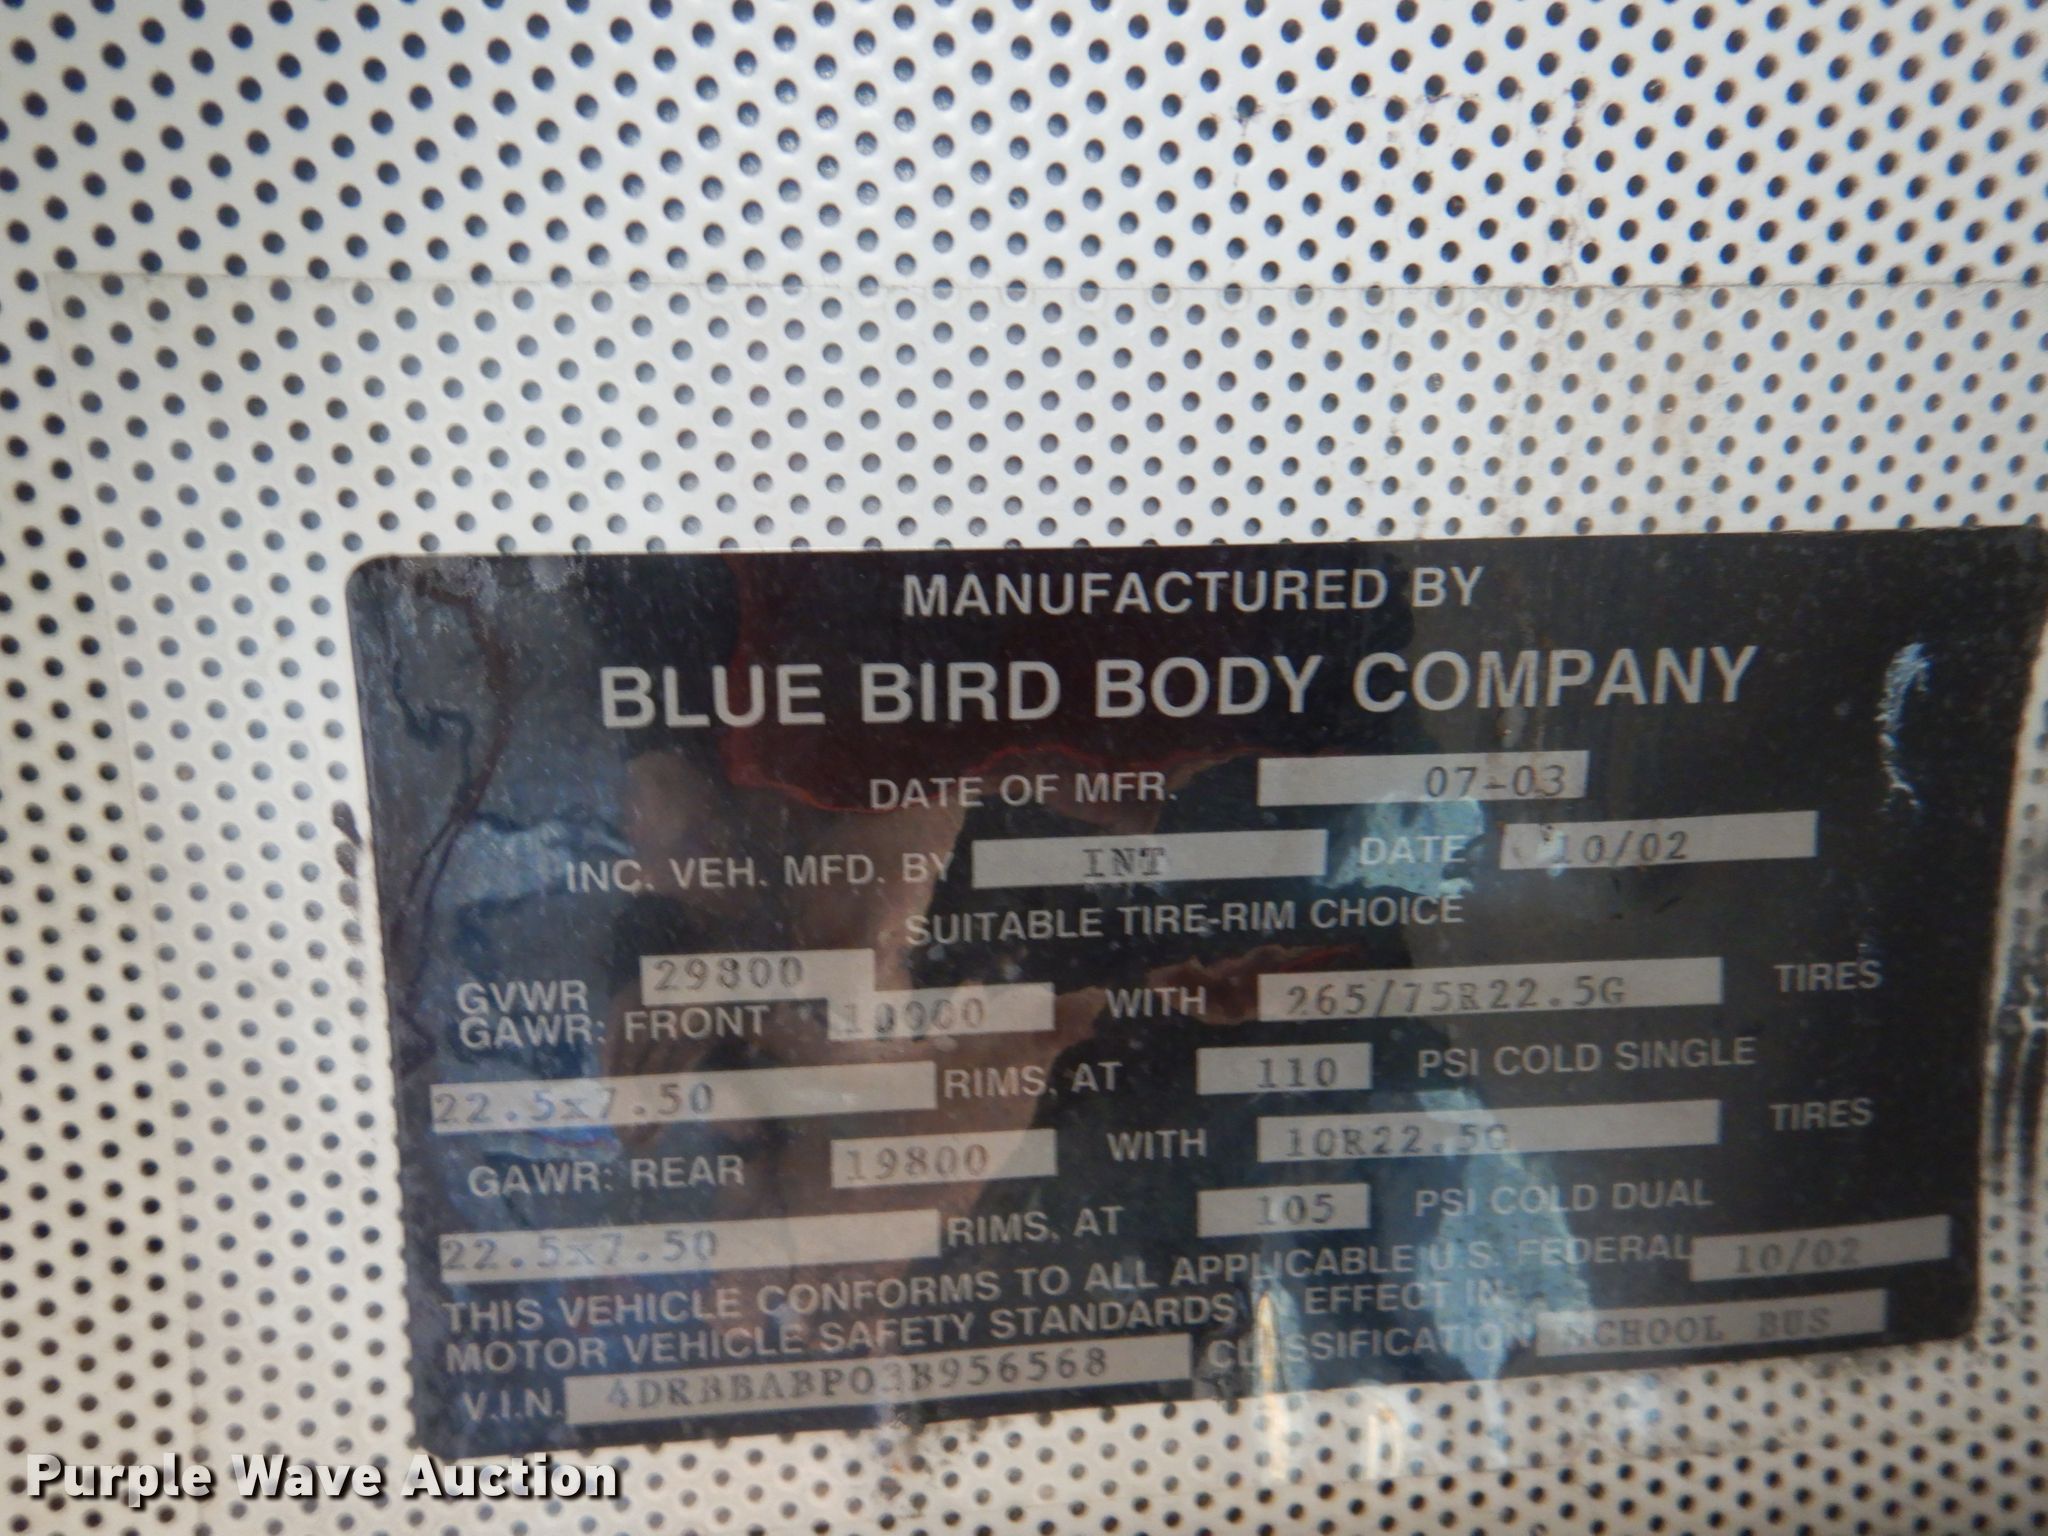 MANUFACTURED BY
BLUE BIRD BODY COMPANY
DATE OF MFR. 07-03
INC. VEH. MFD. BY INT DATE 10/02
SUITABLE TIRE-RIM CHOICE
GVWR 29800
GAWR: FRONT 10000 WITH 265/75R22.5G TIRES
22.5x7.50 RIMS, AT 110 PSI COLD SINGLE
GAWR: REAR 19800 WITH 10R22.5G TIRES
22.5x7.50 RIMS, AT 105 PSI COLD DUAL
THIS VEHICLE CONFORMS TO ALL APPLICABLE U.S. FEDERAL
MOTOR VEHICLE SAFETY STANDARDS IN EFFECT IN: 10/02
V.I.N. 4DRBBABP03B956568 CLASSIFICATION SCHOOL BUS
Purple Wave Auction